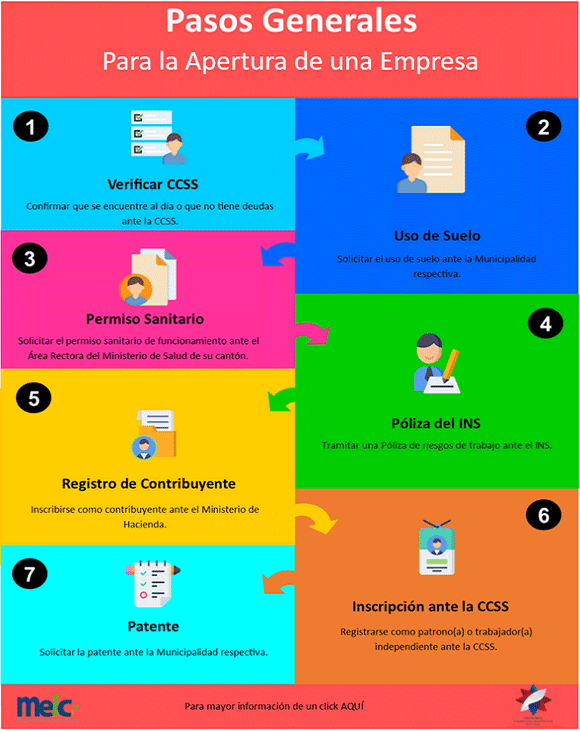 Pasos Generales
Para la Apertura de una Empresa
1
Verificar CCSS
Confirmar que se encuentre al día o que no tiene deudas
ante la CCSS.
2
Uso de Suelo
Solicitar el uso de suelo ante la Municipalidad
respectiva.
3
Permiso Sanitario
Solicitar el permiso sanitario de funcionamiento ante el
Área Rectora del Ministerio de Salud de su cantón.
4
Póliza del INS
Tramitar una Póliza de riesgos de trabajo ante el INS.
5
Registro de Contribuyente
Inscribirse como contribuyente ante el Ministerio de
Hacienda.
6
Inscripción ante la CCSS
Registrarse como patrono(a) o trabajador(a)
independiente ante la CCSS.
7
Patente
Solicitar la patente ante la Municipalidad respectiva.
meic
Para mayor información de un click AQUÍ